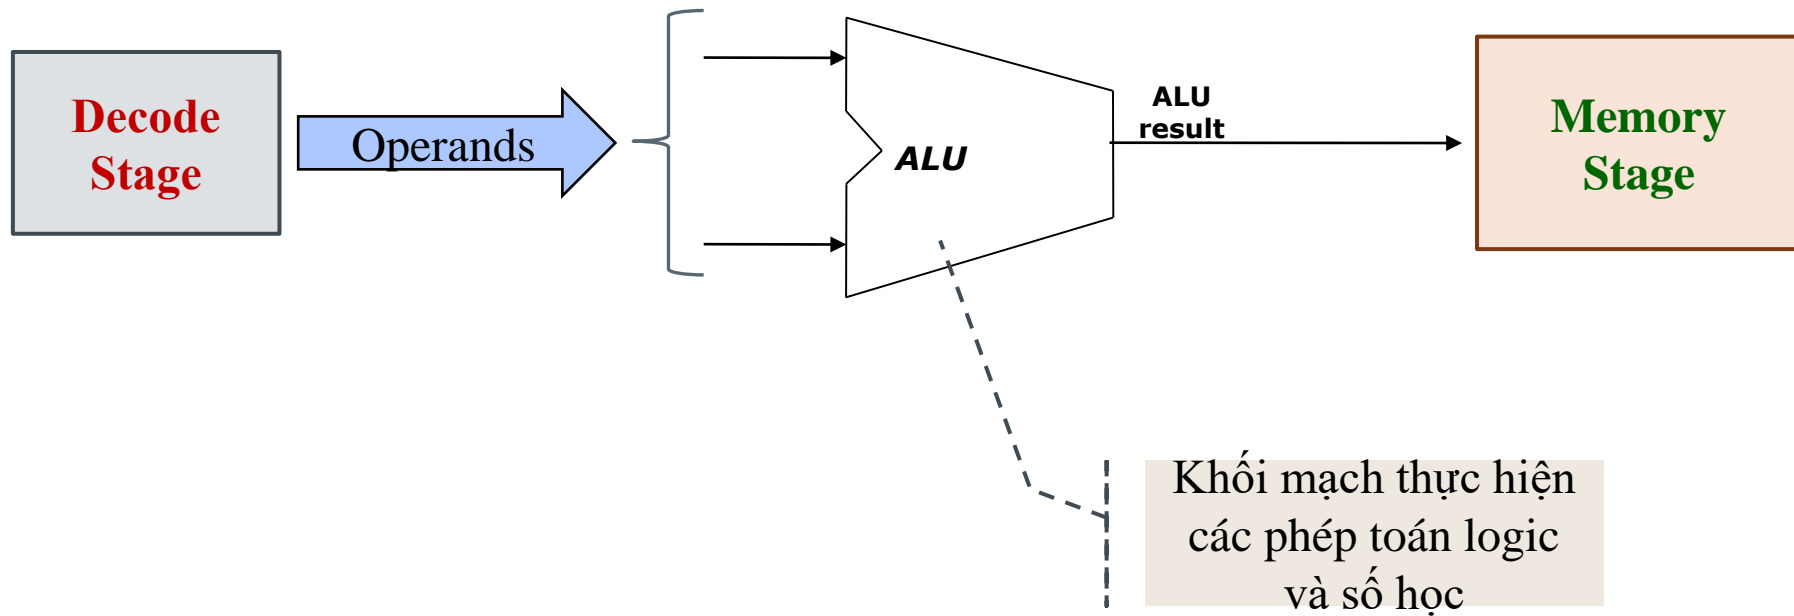 Decode
Stage
Operands
ALU
ALU
result
Memory
Stage
Khối mạch thực hiện
các phép toán logic
và số học